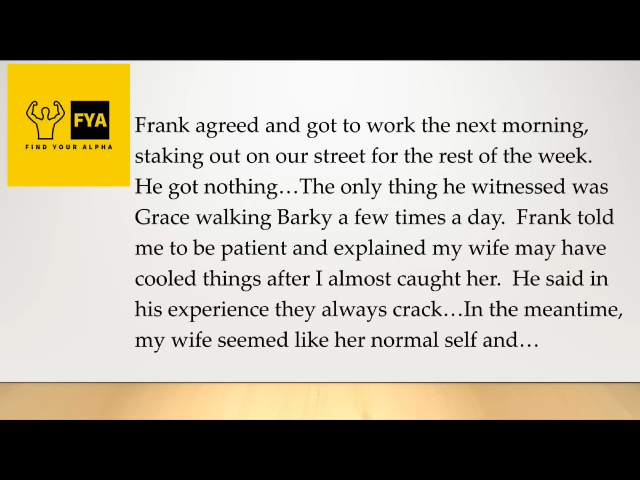 FYA
FIND YOUR ALPHA
Frank agreed and got to work the next morning,
staking out on our street for the rest of the week.
He got nothing…The only thing he witnessed was
Grace walking Barky a few times a day.  Frank told
me to be patient and explained my wife may have
cooled things after I almost caught her.  He said in
his experience they always crack…In the meantime,
my wife seemed like her normal self and…